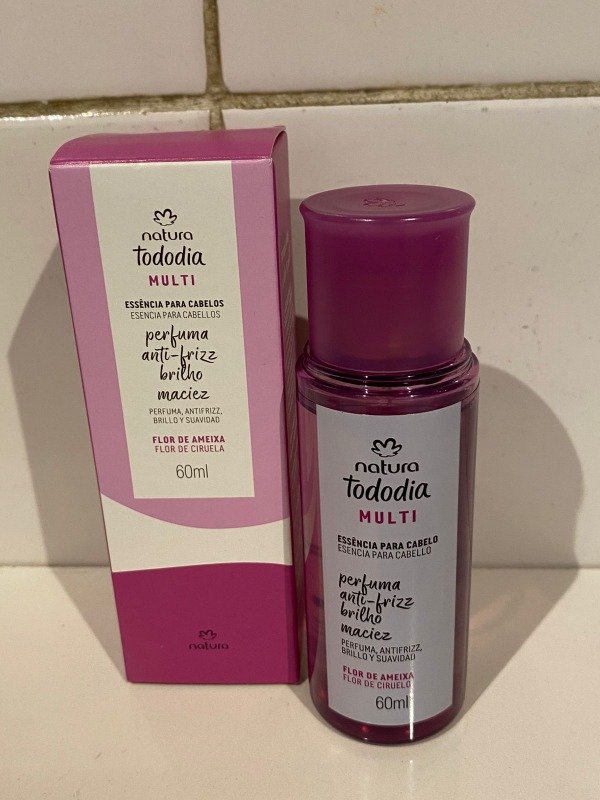 natura
tododia
MULTI
ESSÊNCIA PARA CABELOS
ESENCIA PARA CABELLOS
perfuma
anti-frizz
brilho
maciez
PERFUMA, ANTIFRIZZ,
BRILLO Y SUAVIDAD
FLOR DE AMEIXA
FLOR DE CIRUELA
60ml
natura
natura
tododia
MULTI
ESSÊNCIA PARA CABELO
ESENCIA PARA CABELLO
perfuma
anti-frizz
brilho
maciez
PERFUMA, ANTIFRIZZ,
BRILLO Y SUAVIDAD
FLOR DE AMEIXA
FLOR DE CIRUELO
60ml